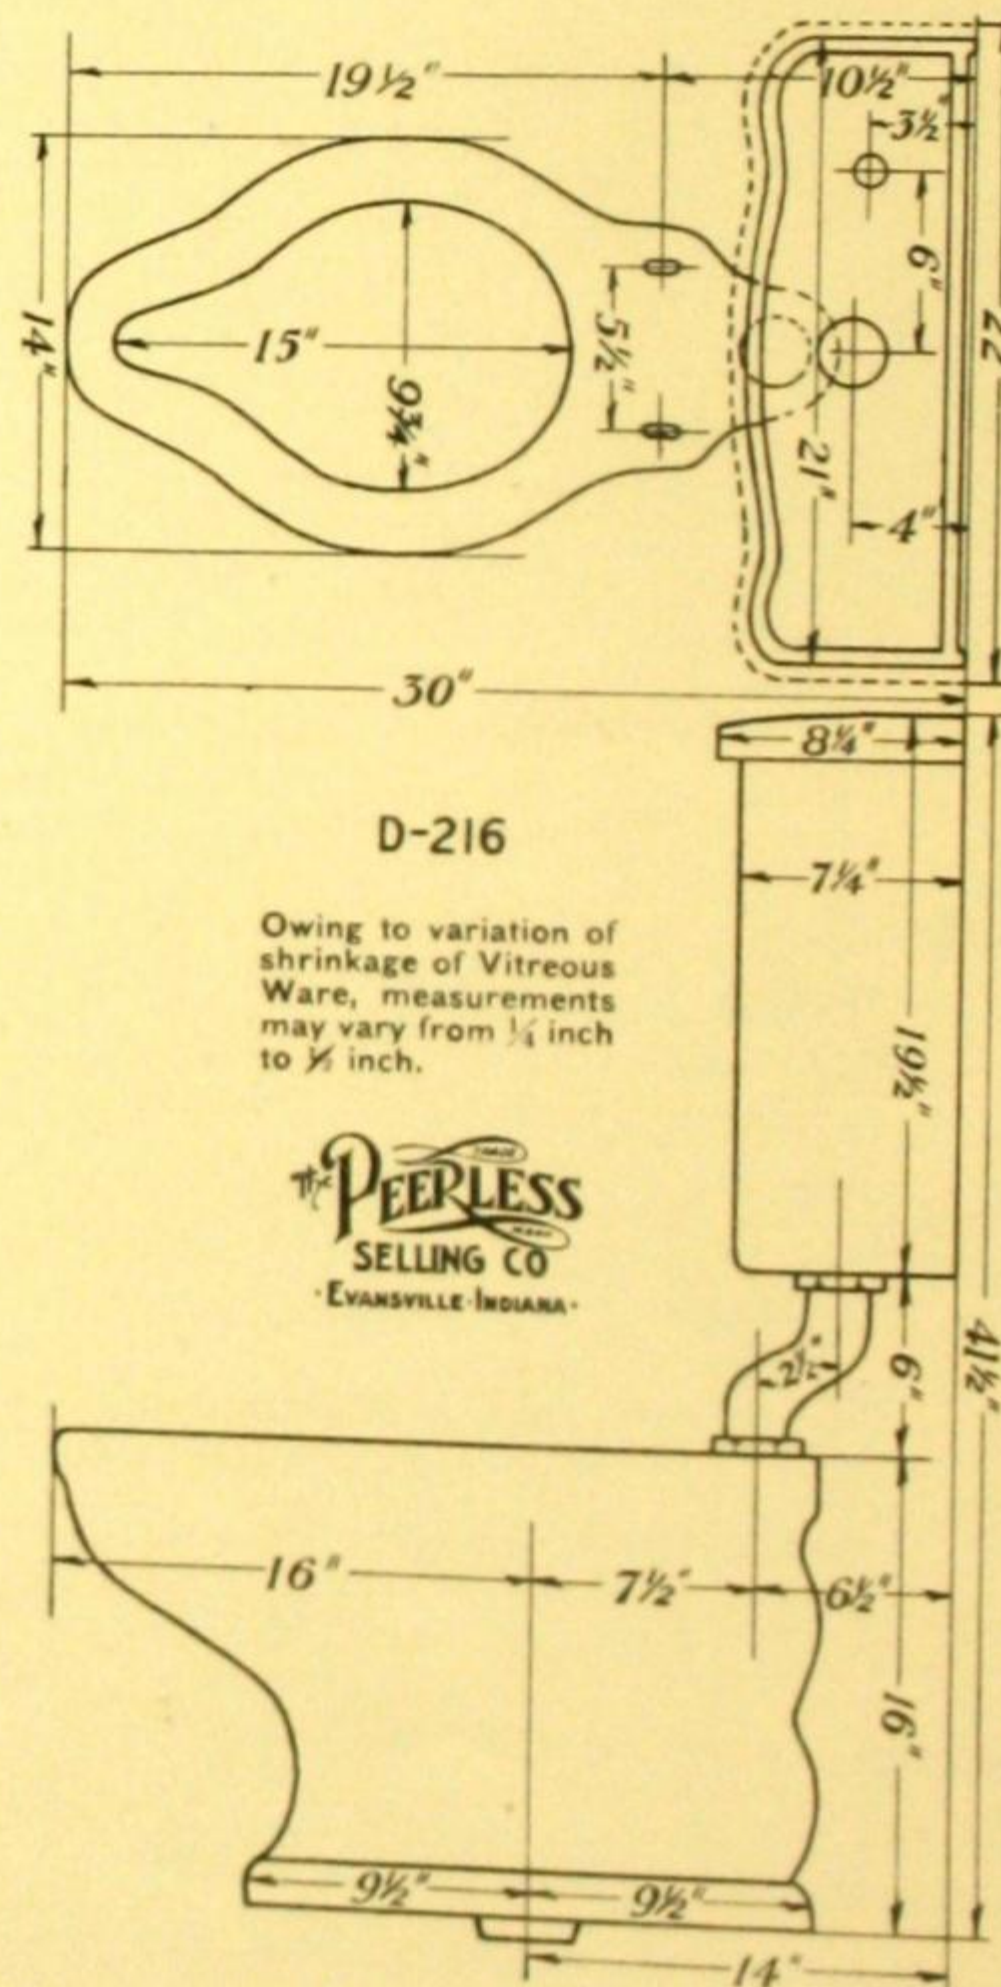 19½"
10½"
3½"
6"
22"
14"
15"
9¾"
5½"
21"
4"
30"
8¼"
7¼"
19½"
D-216
Owing to variation of
shrinkage of Vitreous
Ware, measurements
may vary from ¼ inch
to ½ inch.
The PEERLESS
SELLING CO
·EVANSVILLE·INDIANA·
6"
41½"
16"
7½"
6½"
16"
9½"
9½"
14"